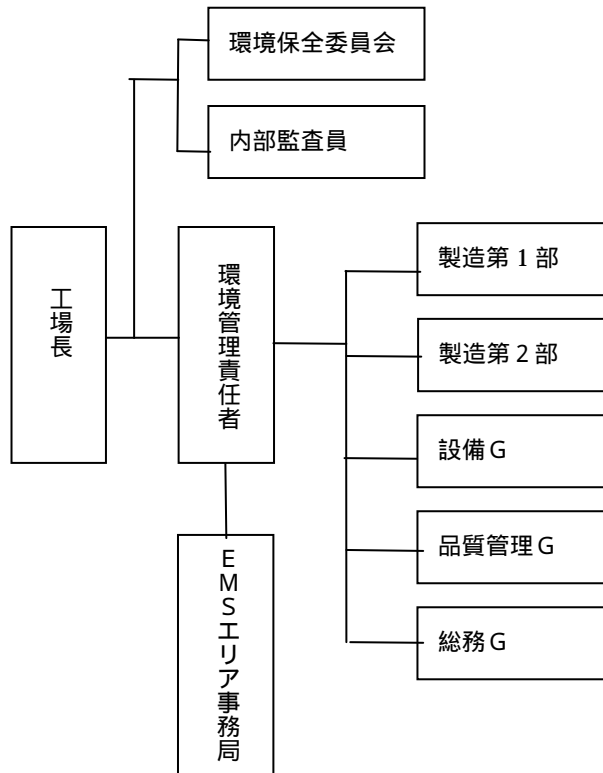 環境保全委員会
内部監査員
工場長
環境管理責任者
製造第1部
製造第2部
設備G
品質管理G
総務G
EMSエリア事務局